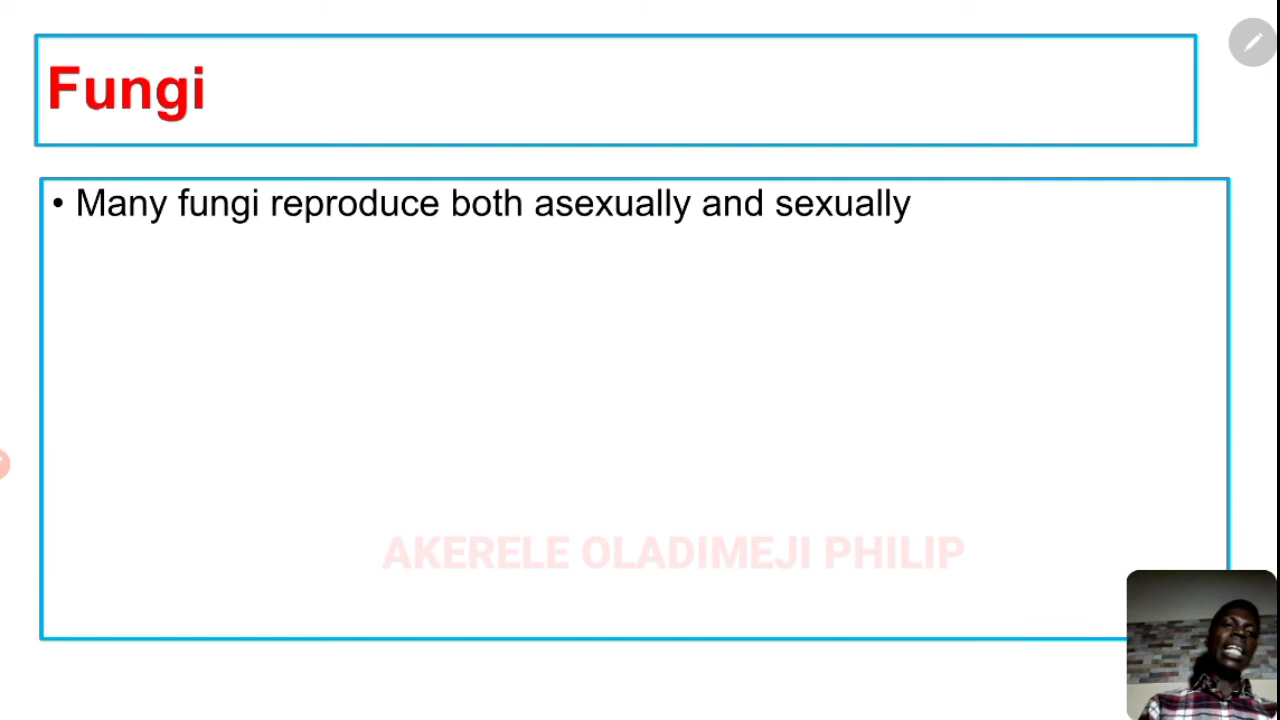 Fungi
• Many fungi reproduce both asexually and sexually
AKERELE OLADIMEJI PHILIP